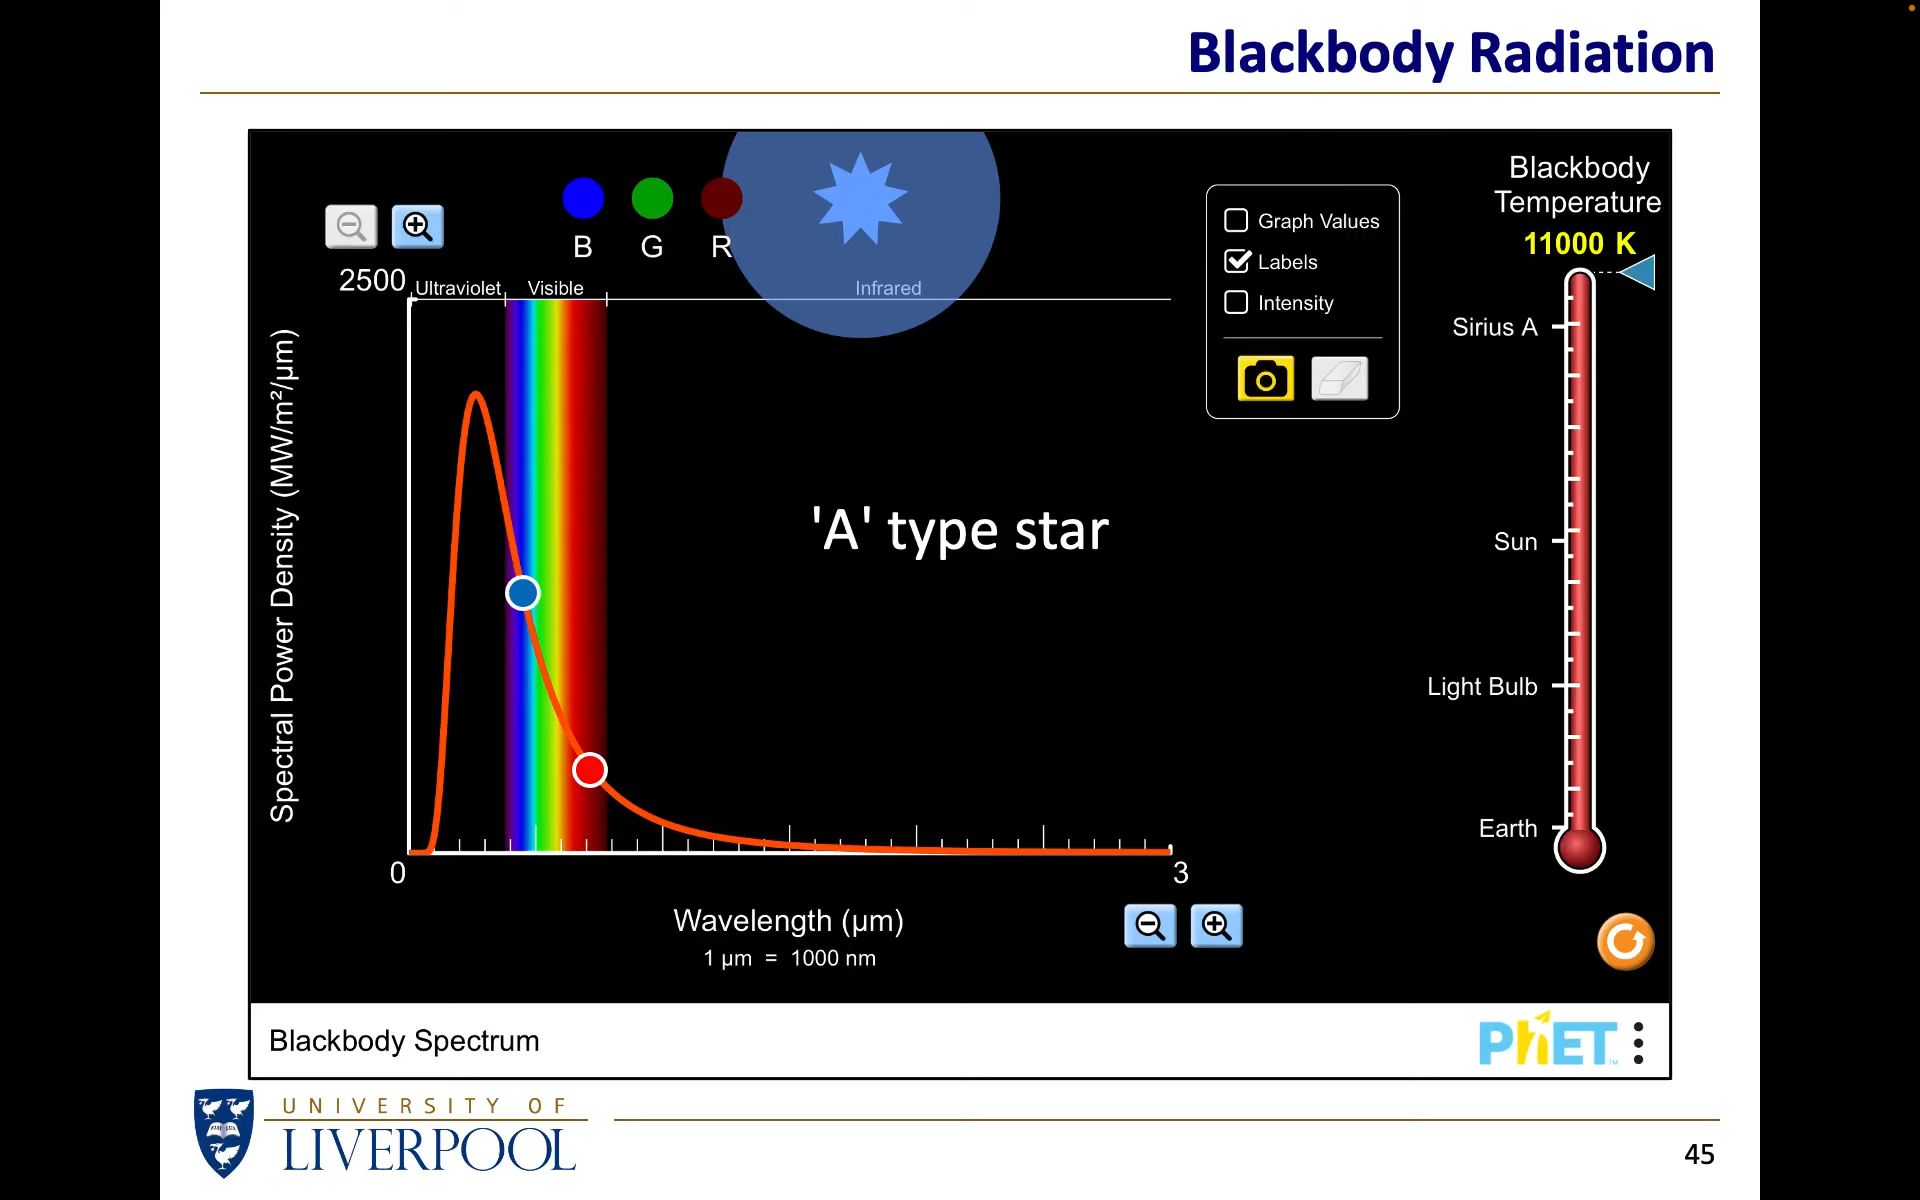 Blackbody Radiation
B G R
2500
Ultraviolet Visible Infrared
Graph Values
Labels
Intensity
Blackbody
Temperature
11000 K
Sirius A
Sun
Light Bulb
Earth
Spectral Power Density (MW/m²/μm)
'A' type star
0 3
Wavelength (μm)
1 μm = 1000 nm
Blackbody Spectrum
PhET™
UNIVERSITY OF
LIVERPOOL
45